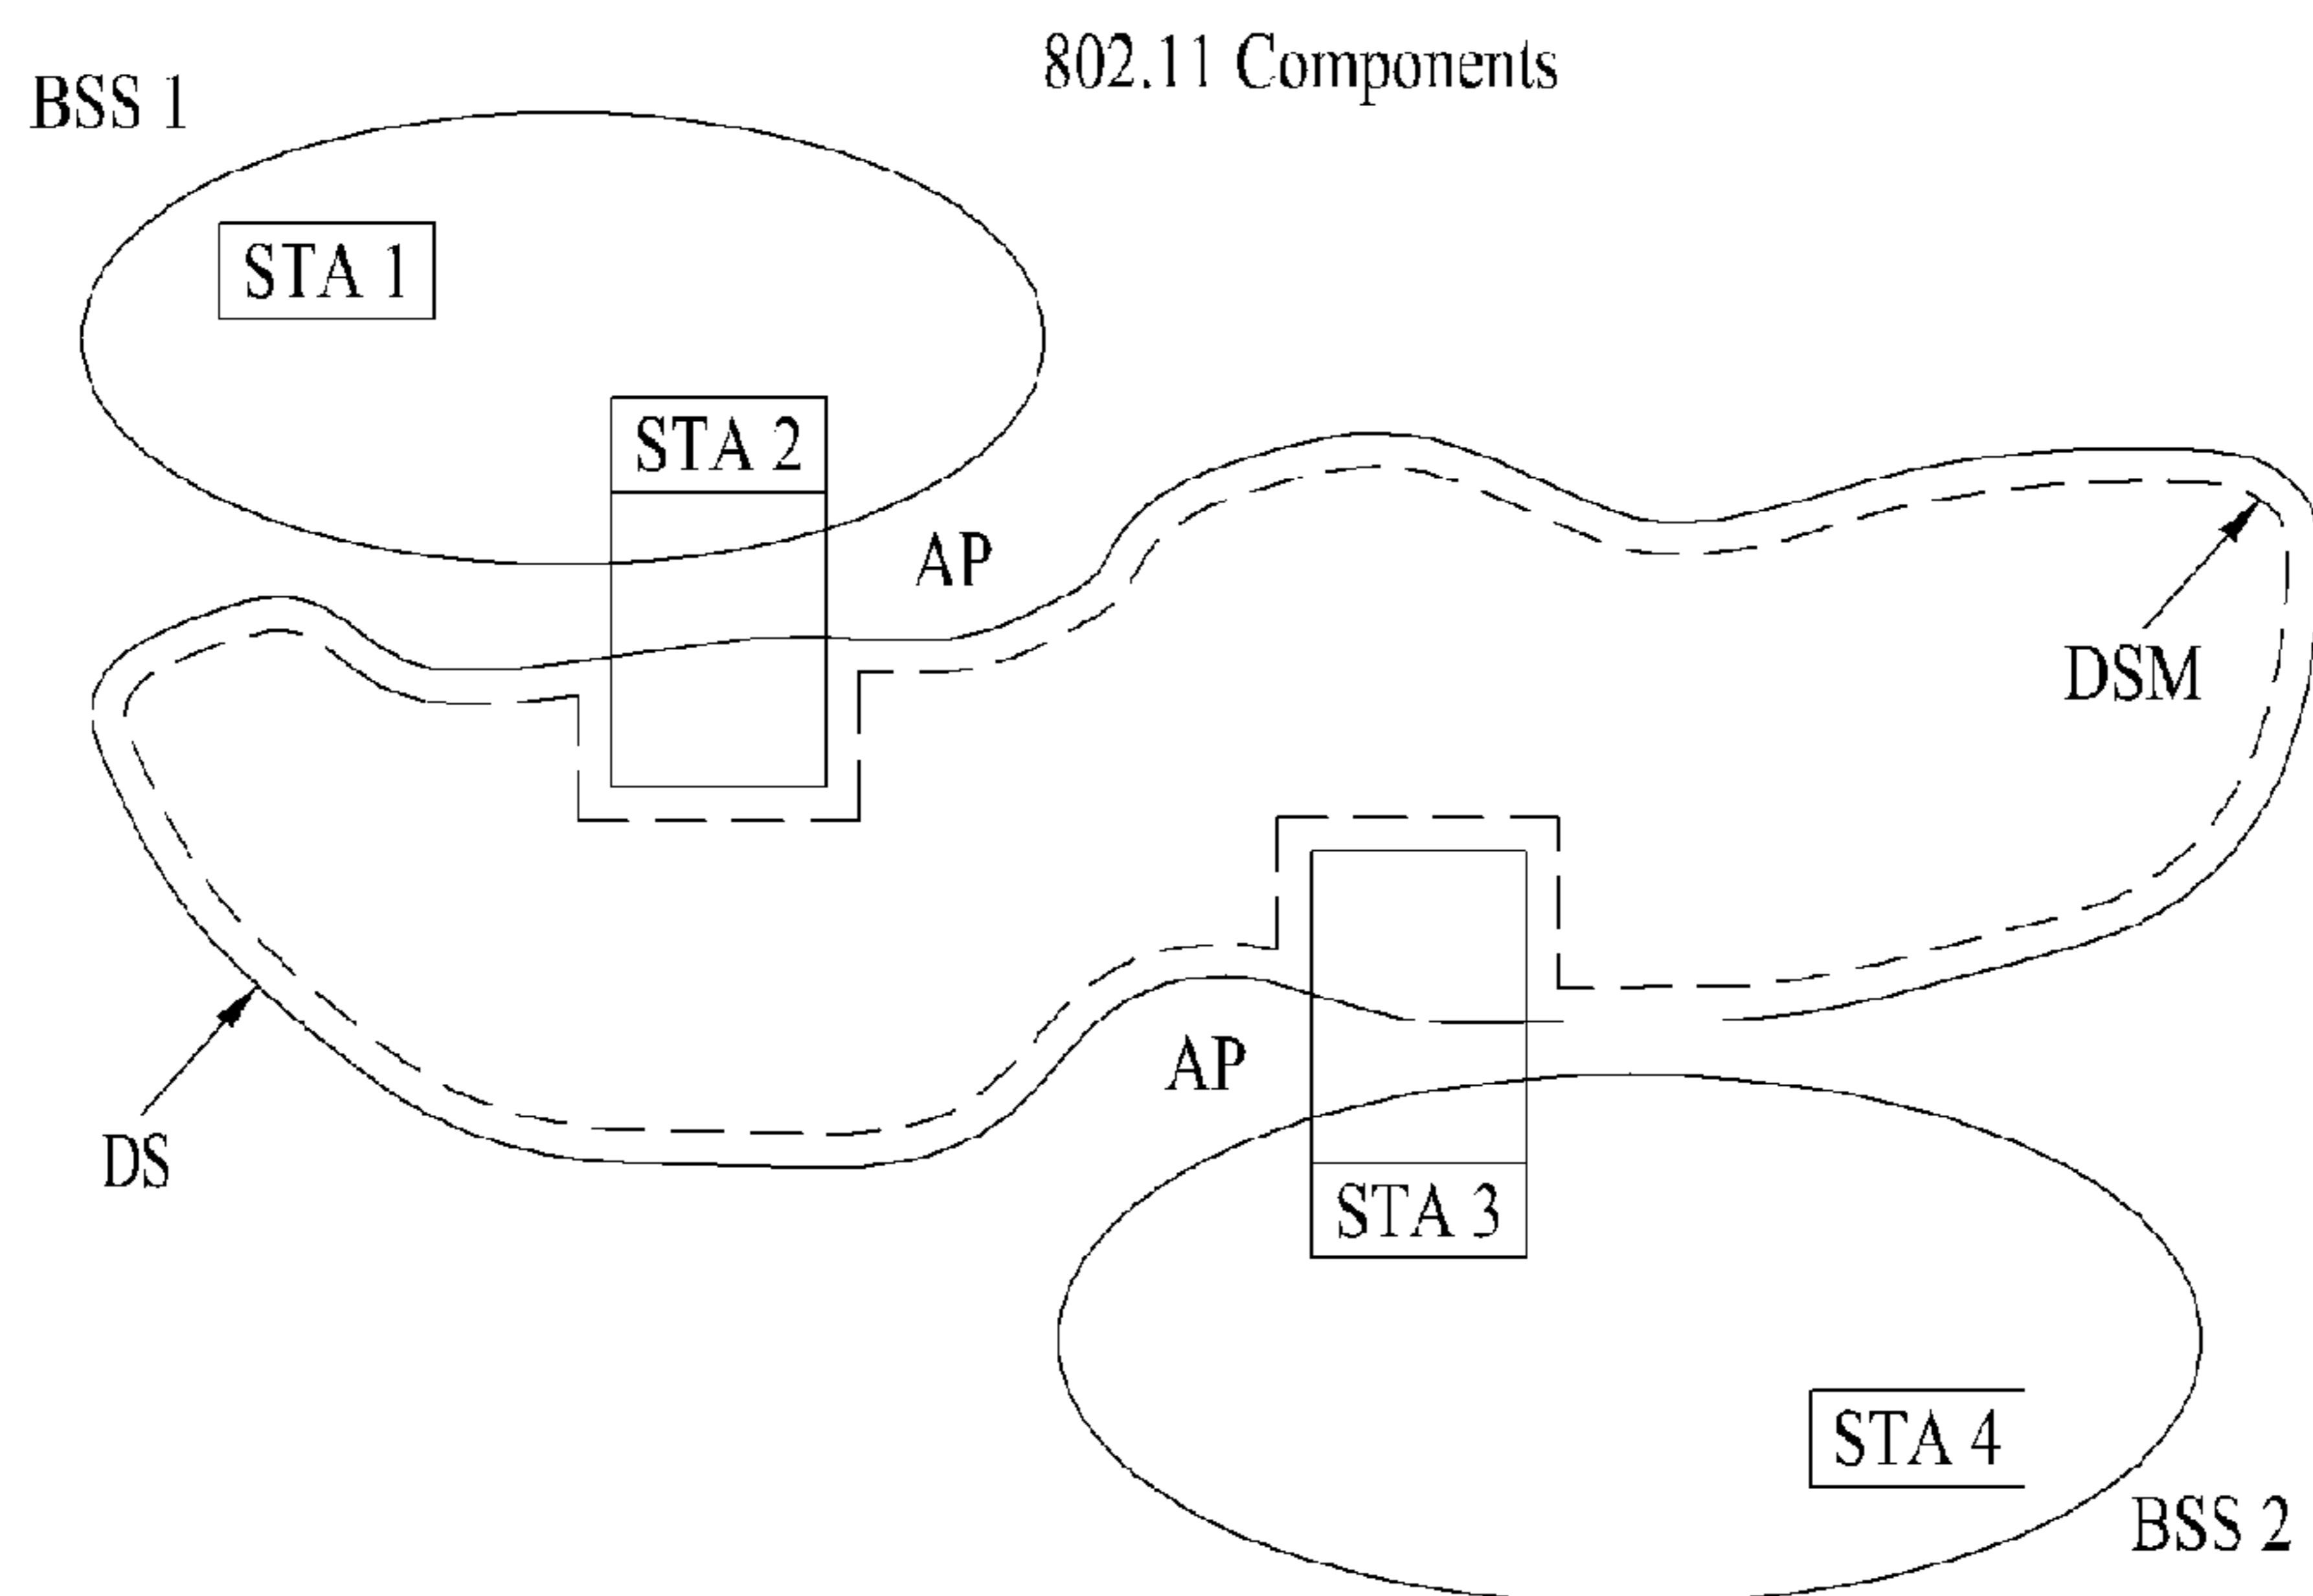 802.11 Components
BSS 1
STA 1
STA 2
AP
DSM
AP
DS
STA 3
STA 4
BSS 2